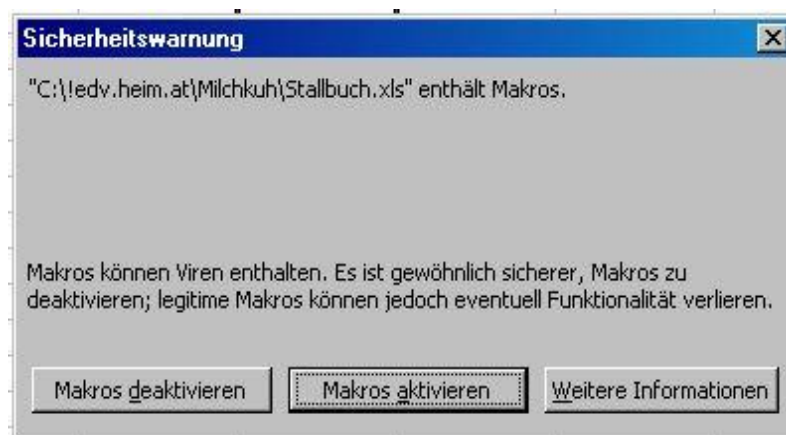 Sicherheitswarnung
"C:\!edv.heim.at\Milchkuh\Stallbuch.xls" enthält Makros.
Makros können Viren enthalten. Es ist gewöhnlich sicherer, Makros zu
deaktivieren; legitime Makros können jedoch eventuell Funktionalität verlieren.
Makros deaktivieren Makros aktivieren Weitere Informationen